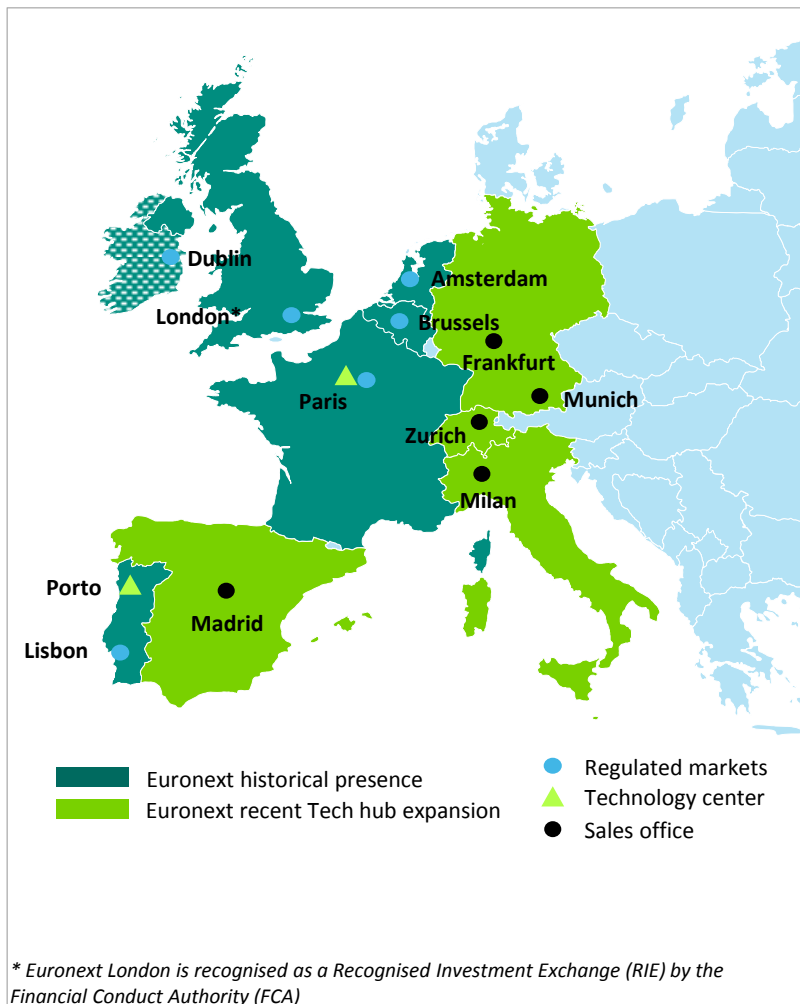 Dublin
London*
Amsterdam
Brussels
Frankfurt
Paris
Munich
Zurich
Milan
Porto
Madrid
Lisbon
Euronext historical presence
Euronext recent Tech hub expansion
Regulated markets
Technology center
Sales office
* Euronext London is recognised as a Recognised Investment Exchange (RIE) by the
Financial Conduct Authority (FCA)